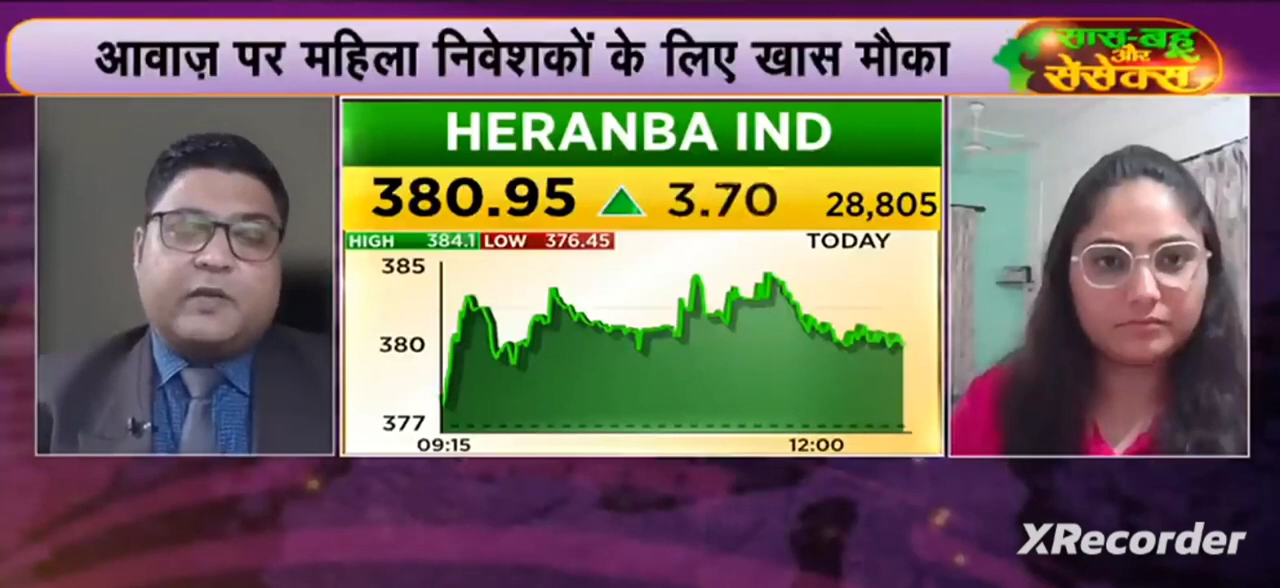 आवाज़ पर महिला निवेशकों के लिए खास मौका
सास-बहू
और
सेंसेक्स
HERANBA IND
380.95 ▲ 3.70 28,805
HIGH 384.1 LOW 376.45 TODAY
385
380
377
09:15 12:00
XRecorder